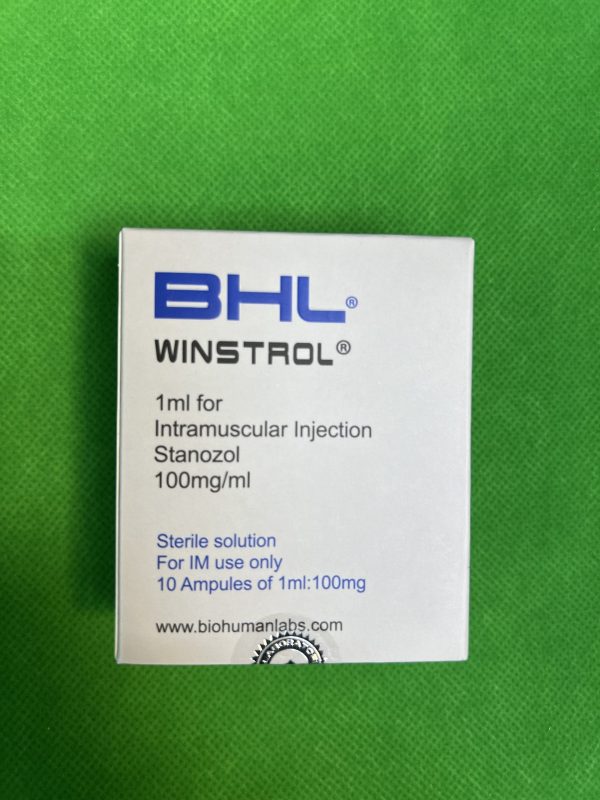 BHL®
WINSTROL®
1ml for
Intramuscular Injection
Stanozol
100mg/ml
Sterile solution
For IM use only
10 Ampules of 1ml:100mg
www.biohumanlabs.com